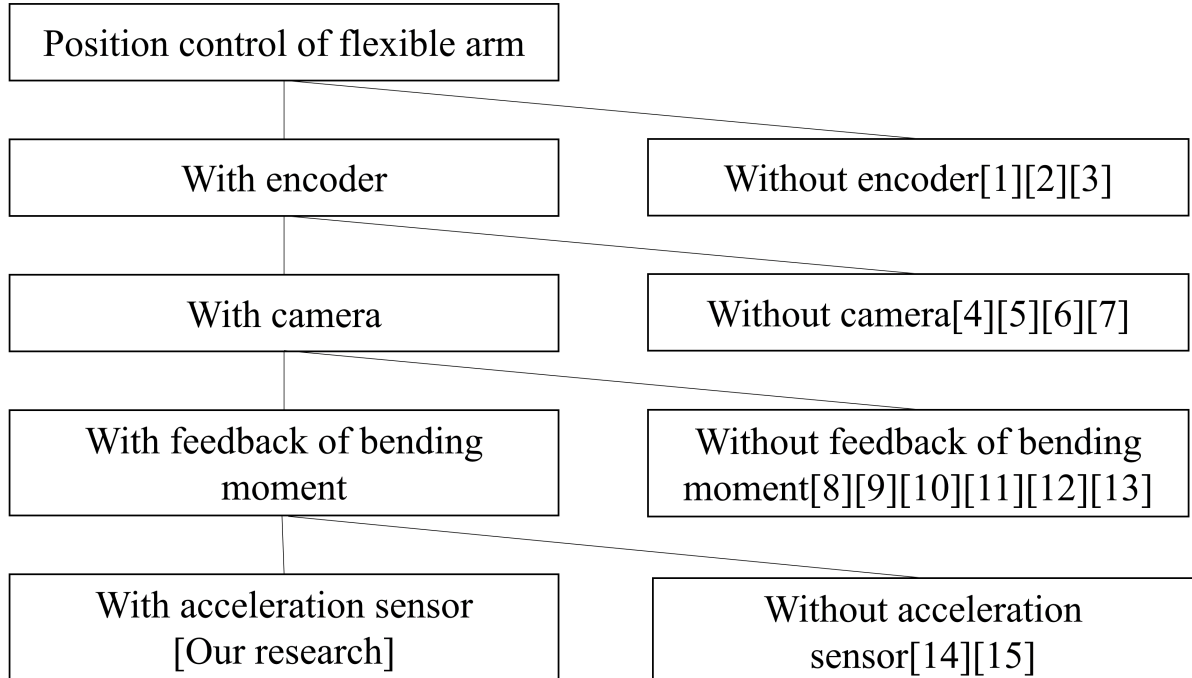 Position control of flexible arm
With encoder
Without encoder[1][2][3]
With camera
Without camera[4][5][6][7]
With feedback of bending
moment
Without feedback of bending
moment[8][9][10][11][12][13]
With acceleration sensor
[Our research]
Without acceleration
sensor[14][15]